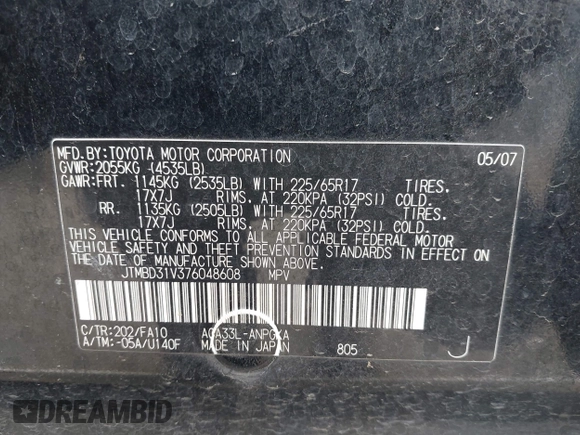 MFD.BY:TOYOTA MOTOR CORPORATION 05/07
GVWR:2055KG (4535LB)
GAWR:FRT. 1145KG (2535LB) WITH 225/65R17 TIRES.
17X7J RIMS. AT 220KPA (32PSI) COLD.
RR. 1135KG (2505LB) WITH 225/65R17 TIRES.
17X7J RIMS. AT 220KPA (32PSI) COLD.
THIS VEHICLE CONFORMS TO ALL APPLICABLE FEDERAL MOTOR
VEHICLE SAFETY AND THEFT PREVENTION STANDARDS IN EFFECT
ON THE DATE OF MANUFACTURE SHOWN ABOVE.
JTMBD31V376048608 MPV
C/TR:202/FA10 ACA33L-ANPGKA
A/TM:-05A/U140F MADE IN JAPAN 805 J
DREAMBID